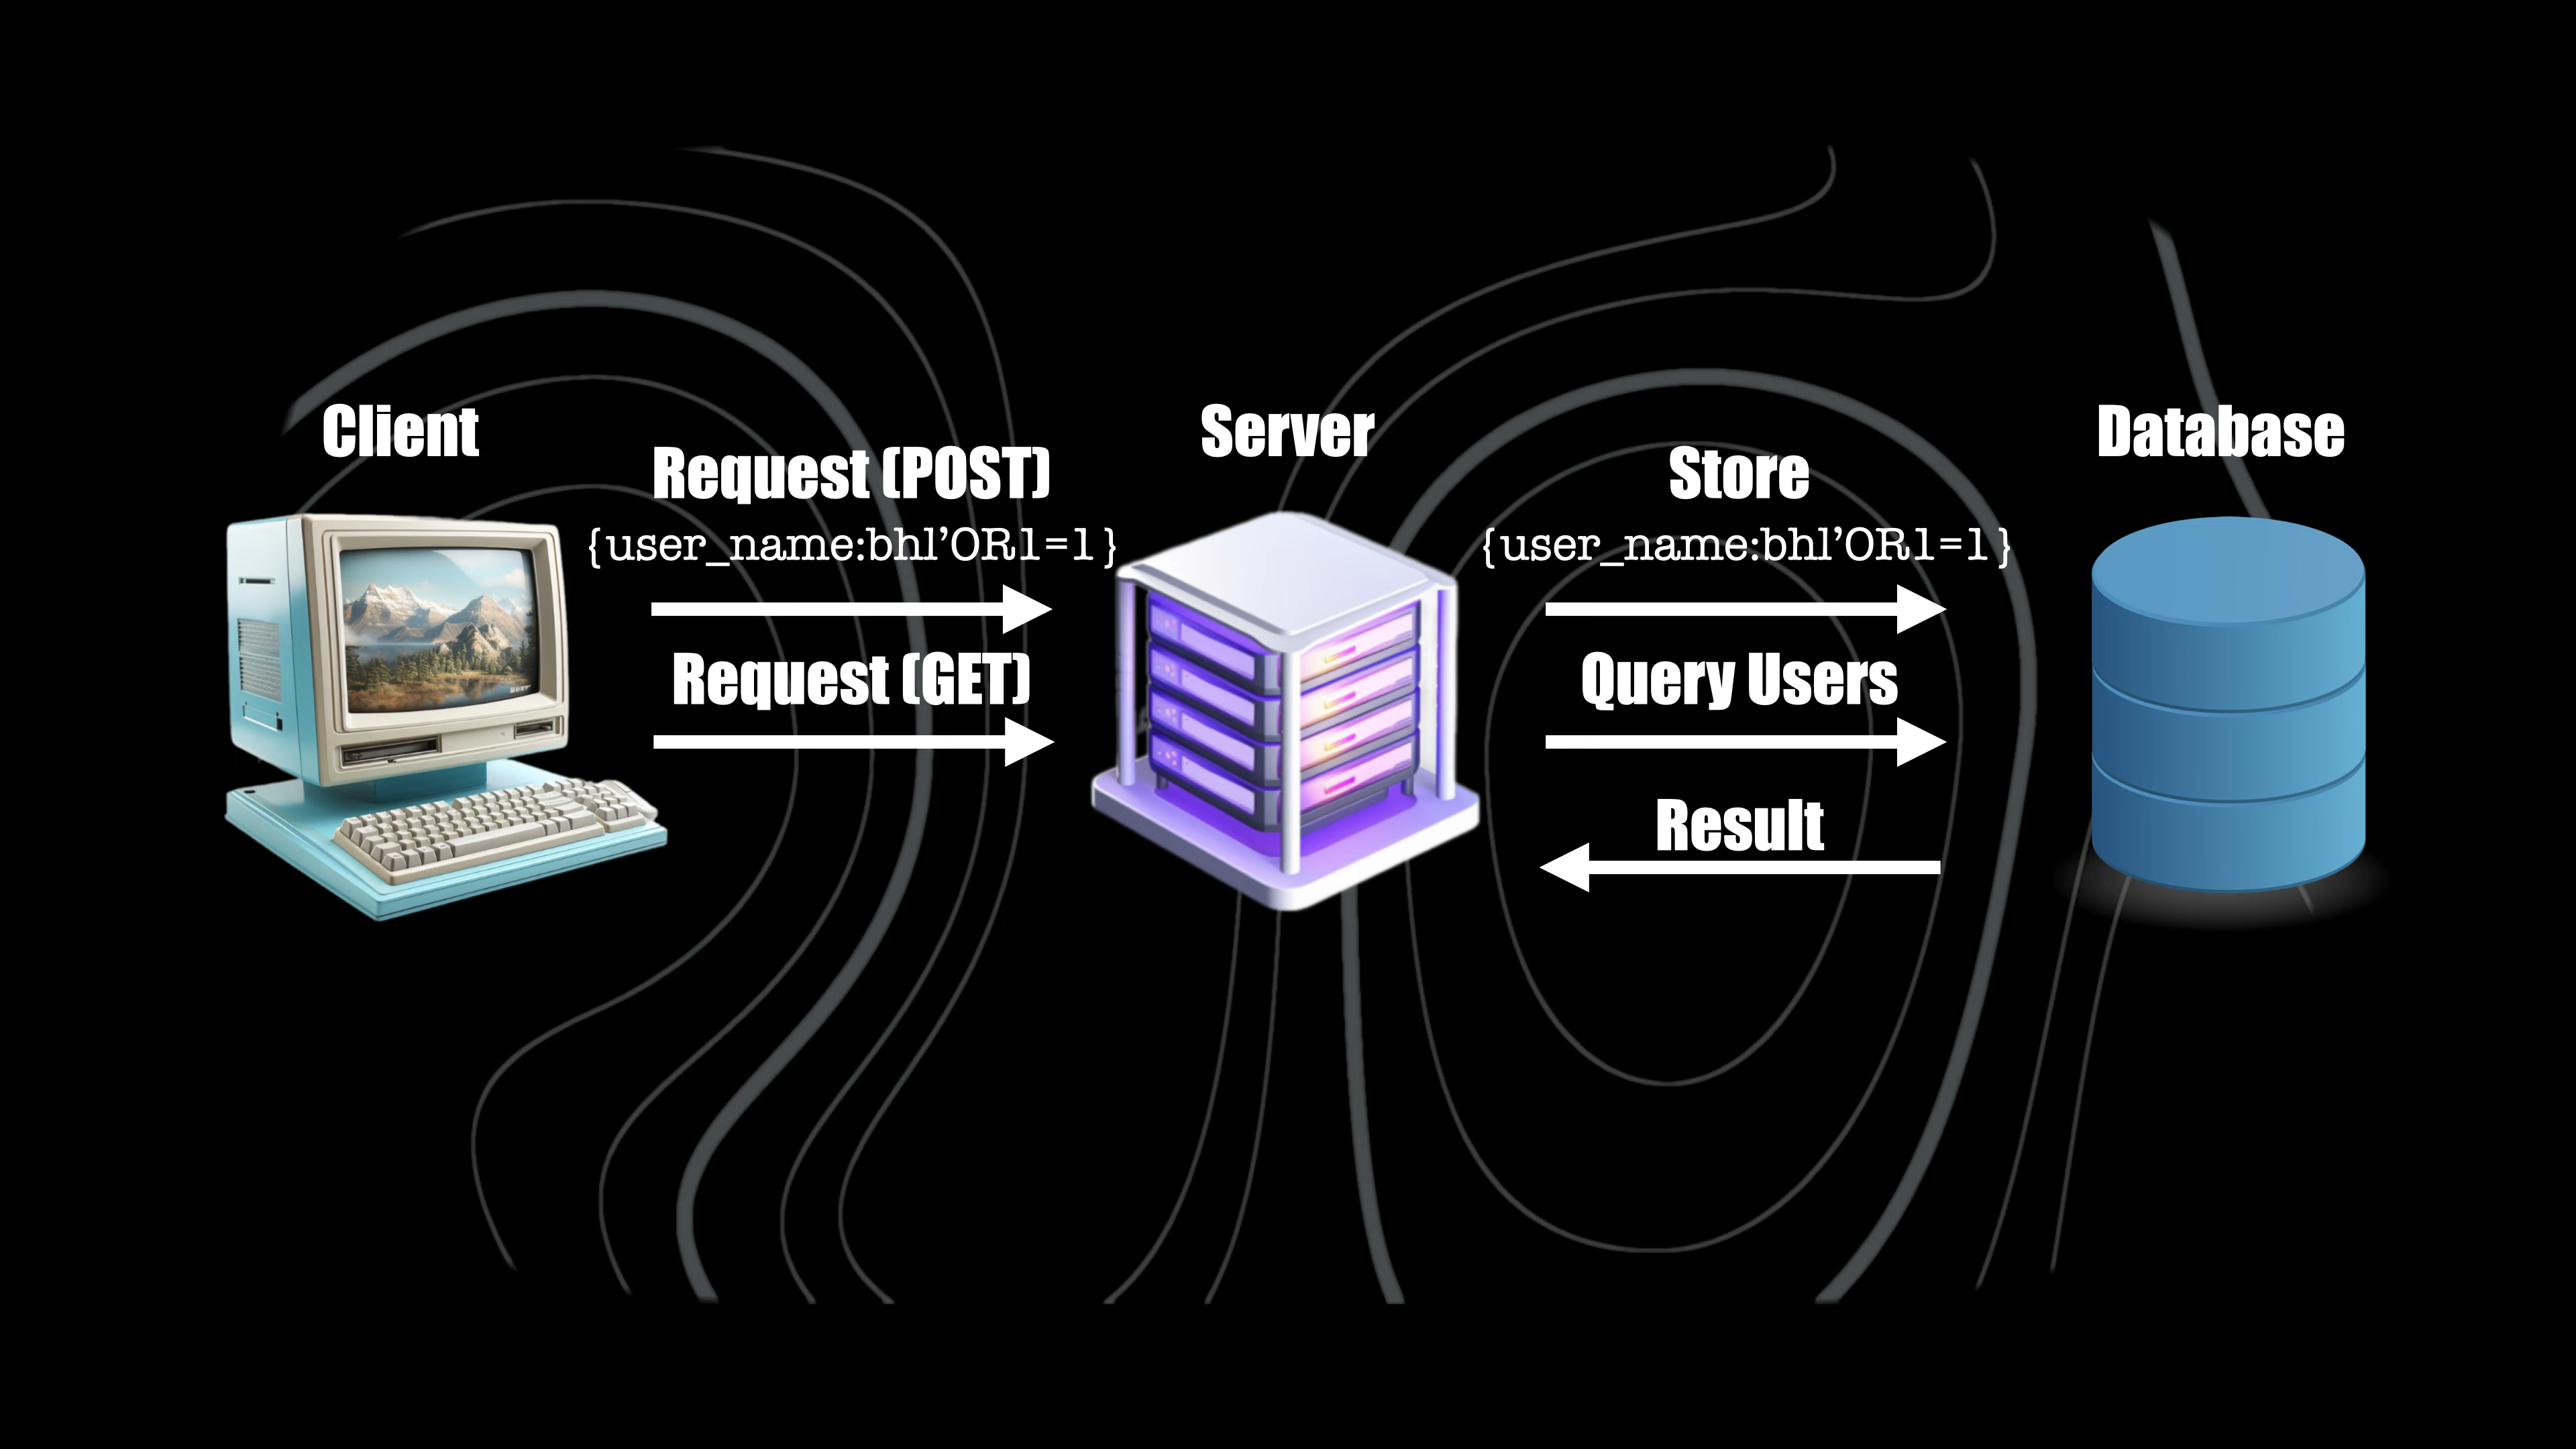 Client
Server
Database
Request (POST)
{user_name:bhl’OR1=1}
Store
{user_name:bhl’OR1=1}
Request (GET)
Query Users
Result